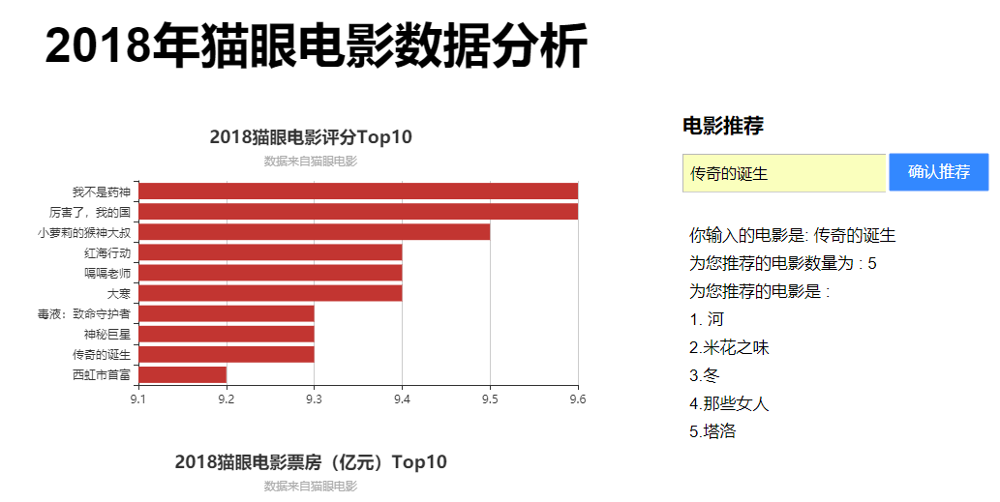 2018年猫眼电影数据分析
2018猫眼电影评分Top10
数据来自猫眼电影
我不是药神
厉害了，我的国
小萝莉的猴神大叔
红海行动
嗝嗝老师
大寒
毒液：致命守护者
神秘巨星
传奇的诞生
西虹市首富
9.1 9.2 9.3 9.4 9.5 9.6
2018猫眼电影票房（亿元）Top10
数据来自猫眼电影
电影推荐
传奇的诞生 确认推荐
你输入的电影是: 传奇的诞生
为您推荐的电影数量为 : 5
为您推荐的电影是 :
1. 河
2.米花之味
3.冬
4.那些女人
5.塔洛